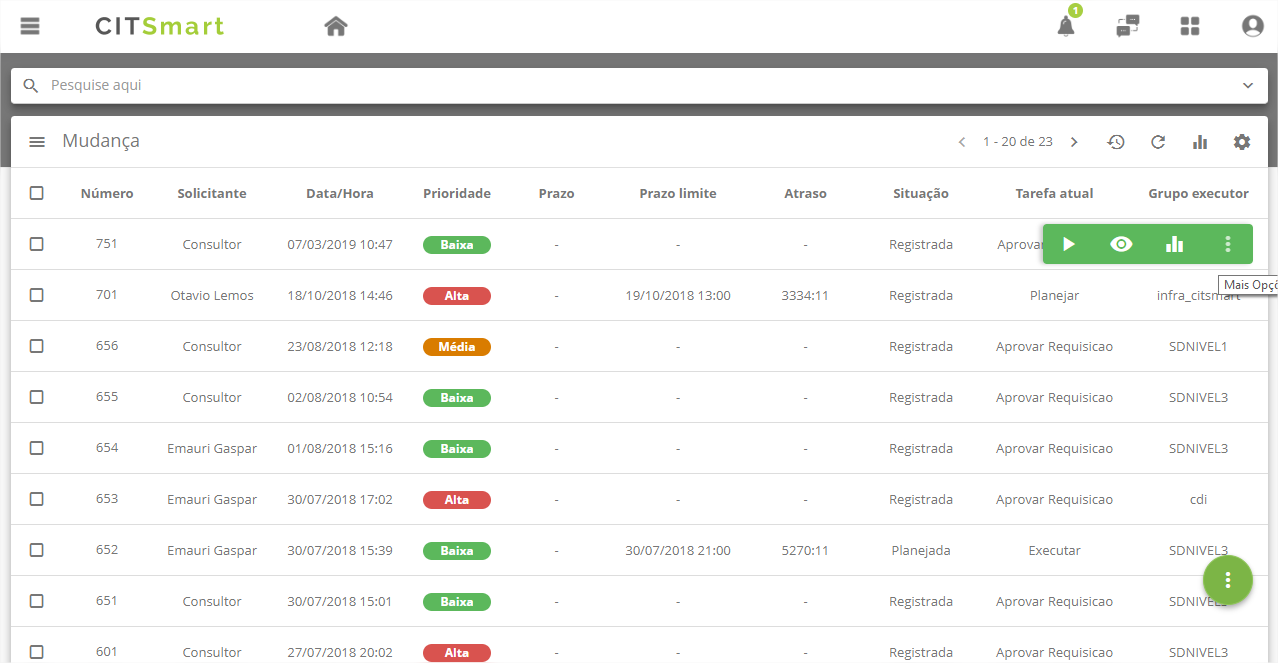 CITSmart
1
Pesquise aqui
Mudança
1 - 20 de 23
Número Solicitante Data/Hora Prioridade Prazo Prazo limite Atraso Situação Tarefa atual Grupo executor
751 Consultor 07/03/2019 10:47 Baixa - - - Registrada Aprovar
Mais Opçõ
701 Otavio Lemos 18/10/2018 14:46 Alta - 19/10/2018 13:00 3334:11 Registrada Planejar infra_citsmart
656 Consultor 23/08/2018 12:18 Média - - - Registrada Aprovar Requisicao SDNIVEL1
655 Consultor 02/08/2018 10:54 Baixa - - - Registrada Aprovar Requisicao SDNIVEL3
654 Emauri Gaspar 01/08/2018 15:16 Baixa - - - Registrada Aprovar Requisicao SDNIVEL3
653 Emauri Gaspar 30/07/2018 17:02 Alta - - - Registrada Aprovar Requisicao cdi
652 Emauri Gaspar 30/07/2018 15:39 Baixa - 30/07/2018 21:00 5270:11 Planejada Executar SDNIVEL3
651 Consultor 30/07/2018 15:01 Baixa - - - Registrada Aprovar Requisicao SDNIVEL
601 Consultor 27/07/2018 20:02 Alta - - - Registrada Aprovar Requisicao SDNIVEL3